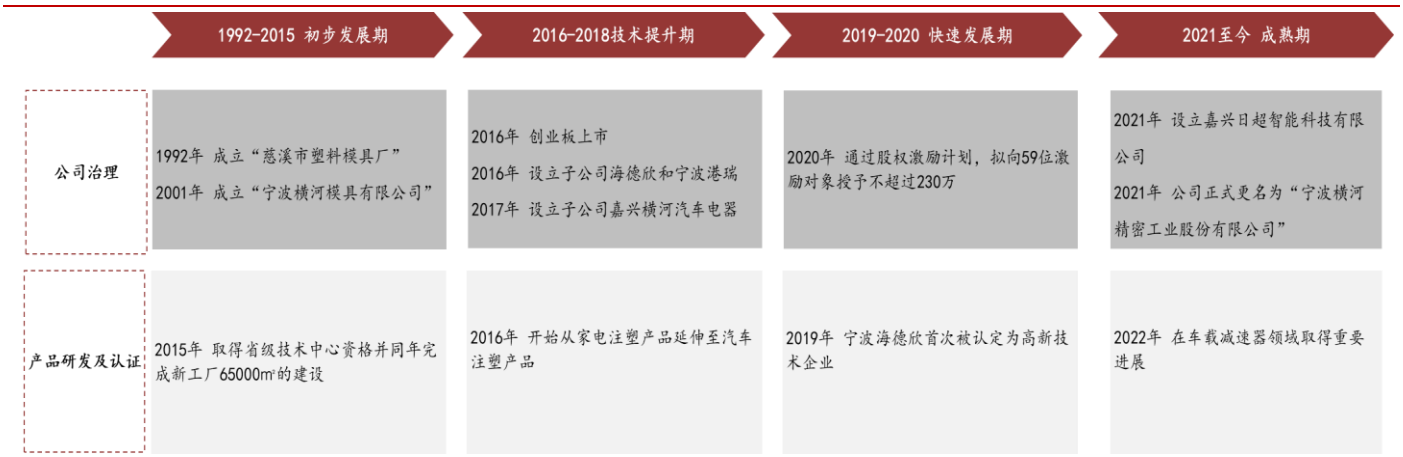 1992-2015 初步发展期
2016-2018技术提升期
2019-2020 快速发展期
2021至今 成熟期
公司治理
1992年 成立“慈溪市塑料模具厂”
2001年 成立“宁波横河模具有限公司”
2016年 创业板上市
2016年 设立子公司海德欣和宁波港瑞
2017年 设立子公司嘉兴横河汽车电器
2020年 通过股权激励计划，拟向59位激
励对象授予不超过230万
2021年 设立嘉兴日超智能科技有限
公司
2021年 公司正式更名为“宁波横河
精密工业股份有限公司”
产品研发及认证
2015年 取得省级技术中心资格并同年完
成新工厂65000㎡的建设
2016年 开始从家电注塑产品延伸至汽车
注塑产品
2019年 宁波海德欣首次被认定为高新技
术企业
2022年 在车载减速器领域取得重要
进展